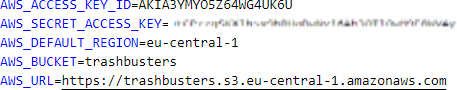 AWS_ACCESS_KEY_ID=AKIA3YMYO5Z64WG4UK6U
AWS_SECRET_ACCESS_KEY=
AWS_DEFAULT_REGION=eu-central-1
AWS_BUCKET=trashbusters
AWS_URL=https://trashbusters.s3.eu-central-1.amazonaws.com